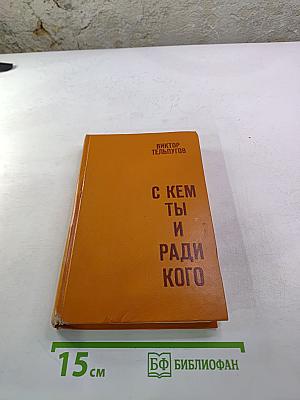 ВИКТОР
ТЕЛЬПУГОВ
С КЕМ
ТЫ
И
РАДИ
КОГО
15 см
БФ БИБЛИОФАН